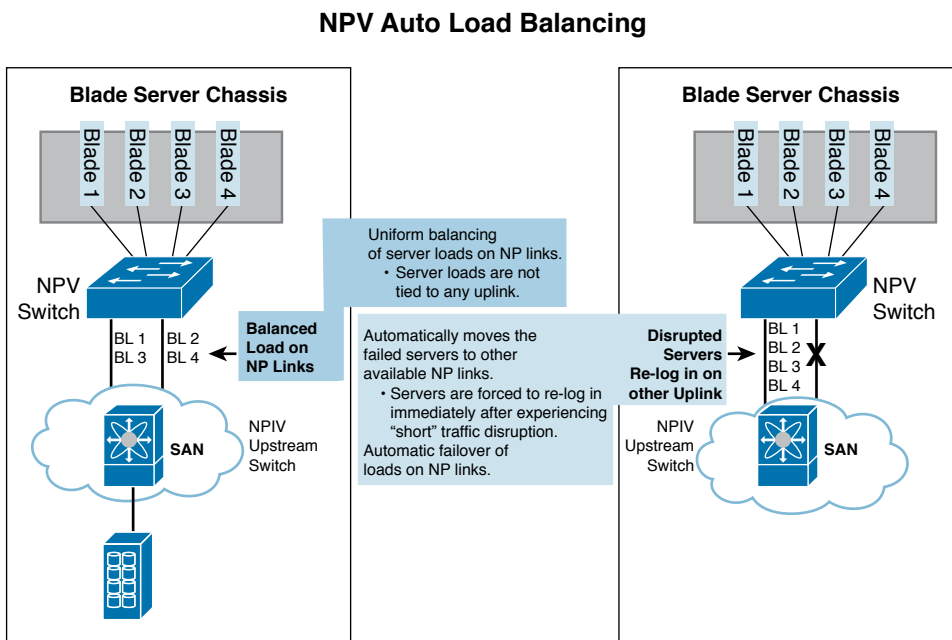 NPV Auto Load Balancing
Blade Server Chassis
Blade 1
Blade 2
Blade 3
Blade 4
NPV
Switch
BL 1
BL 3
BL 2
BL 4
Balanced
Load on
NP Links
SAN
NPIV
Upstream
Switch
Uniform balancing
of server loads on NP links.
• Server loads are not
tied to any uplink.
Automatically moves the
failed servers to other
available NP links.
• Servers are forced to re-log in
immediately after experiencing
“short” traffic disruption.
Automatic failover of
loads on NP links.
Disrupted
Servers
Re-log in on
other Uplink
Blade Server Chassis
Blade 1
Blade 2
Blade 3
Blade 4
NPV
Switch
BL 1
BL 2
BL 3
BL 4
X
NPIV
Upstream
Switch
SAN